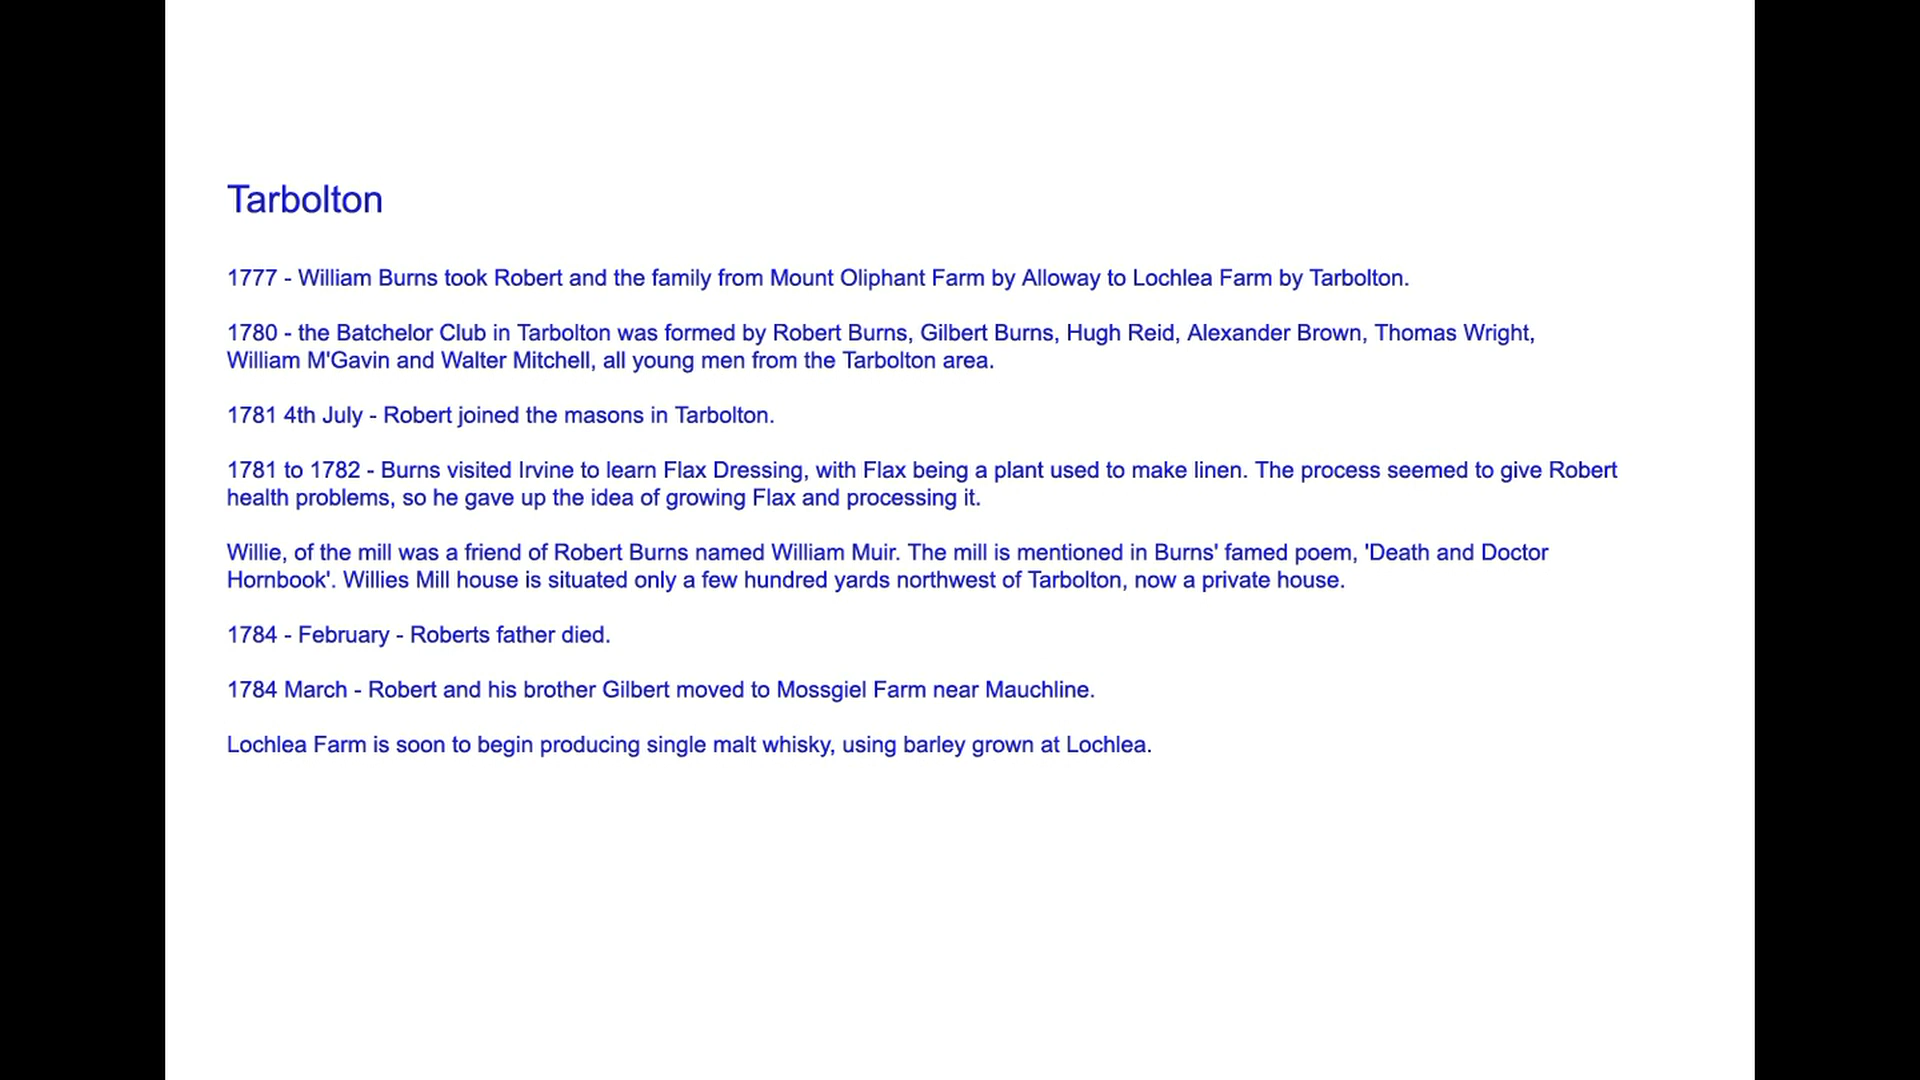 Tarbolton
1777 - William Burns took Robert and the family from Mount Oliphant Farm by Alloway to Lochlea Farm by Tarbolton.
1780 - the Batchelor Club in Tarbolton was formed by Robert Burns, Gilbert Burns, Hugh Reid, Alexander Brown, Thomas Wright,
William M'Gavin and Walter Mitchell, all young men from the Tarbolton area.
1781 4th July - Robert joined the masons in Tarbolton.
1781 to 1782 - Burns visited Irvine to learn Flax Dressing, with Flax being a plant used to make linen. The process seemed to give Robert
health problems, so he gave up the idea of growing Flax and processing it.
Willie, of the mill was a friend of Robert Burns named William Muir. The mill is mentioned in Burns' famed poem, 'Death and Doctor
Hornbook'. Willies Mill house is situated only a few hundred yards northwest of Tarbolton, now a private house.
1784 - February - Roberts father died.
1784 March - Robert and his brother Gilbert moved to Mossgiel Farm near Mauchline.
Lochlea Farm is soon to begin producing single malt whisky, using barley grown at Lochlea.